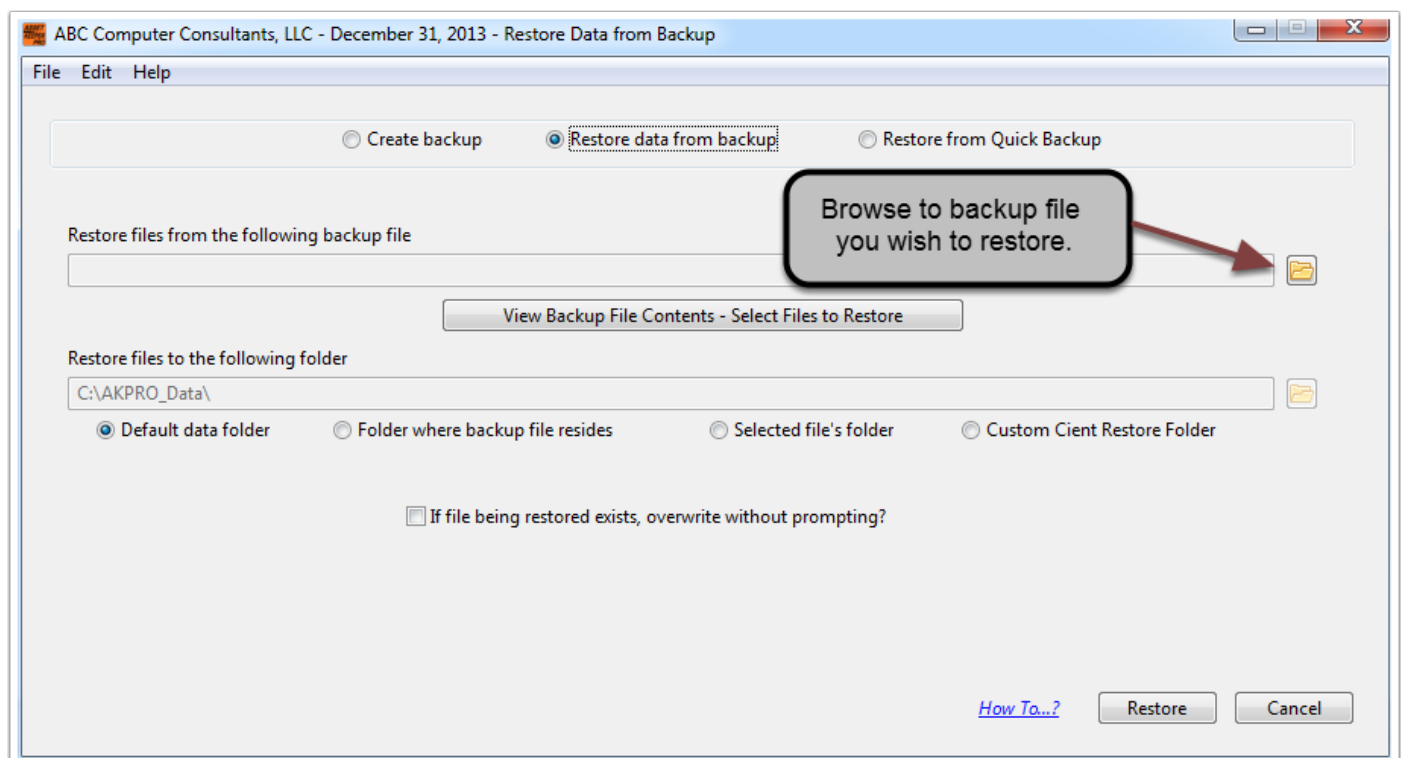 ASSET KEEPER PRO
ABC Computer Consultants, LLC - December 31, 2013 - Restore Data from Backup
File Edit Help
Create backup Restore data from backup Restore from Quick Backup
Browse to backup file
you wish to restore.
Restore files from the following backup file
View Backup File Contents - Select Files to Restore
Restore files to the following folder
C:\AKPRO_Data\
Default data folder Folder where backup file resides Selected file's folder Custom Cient Restore Folder
If file being restored exists, overwrite without prompting?
How To...? Restore Cancel